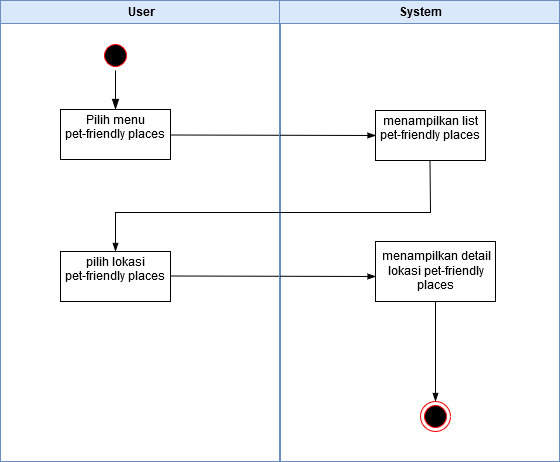 User
System
Pilih menu
pet-friendly places
menampilkan list
pet-friendly places
pilih lokasi
pet-friendly places
menampilkan detail
lokasi pet-friendly
places